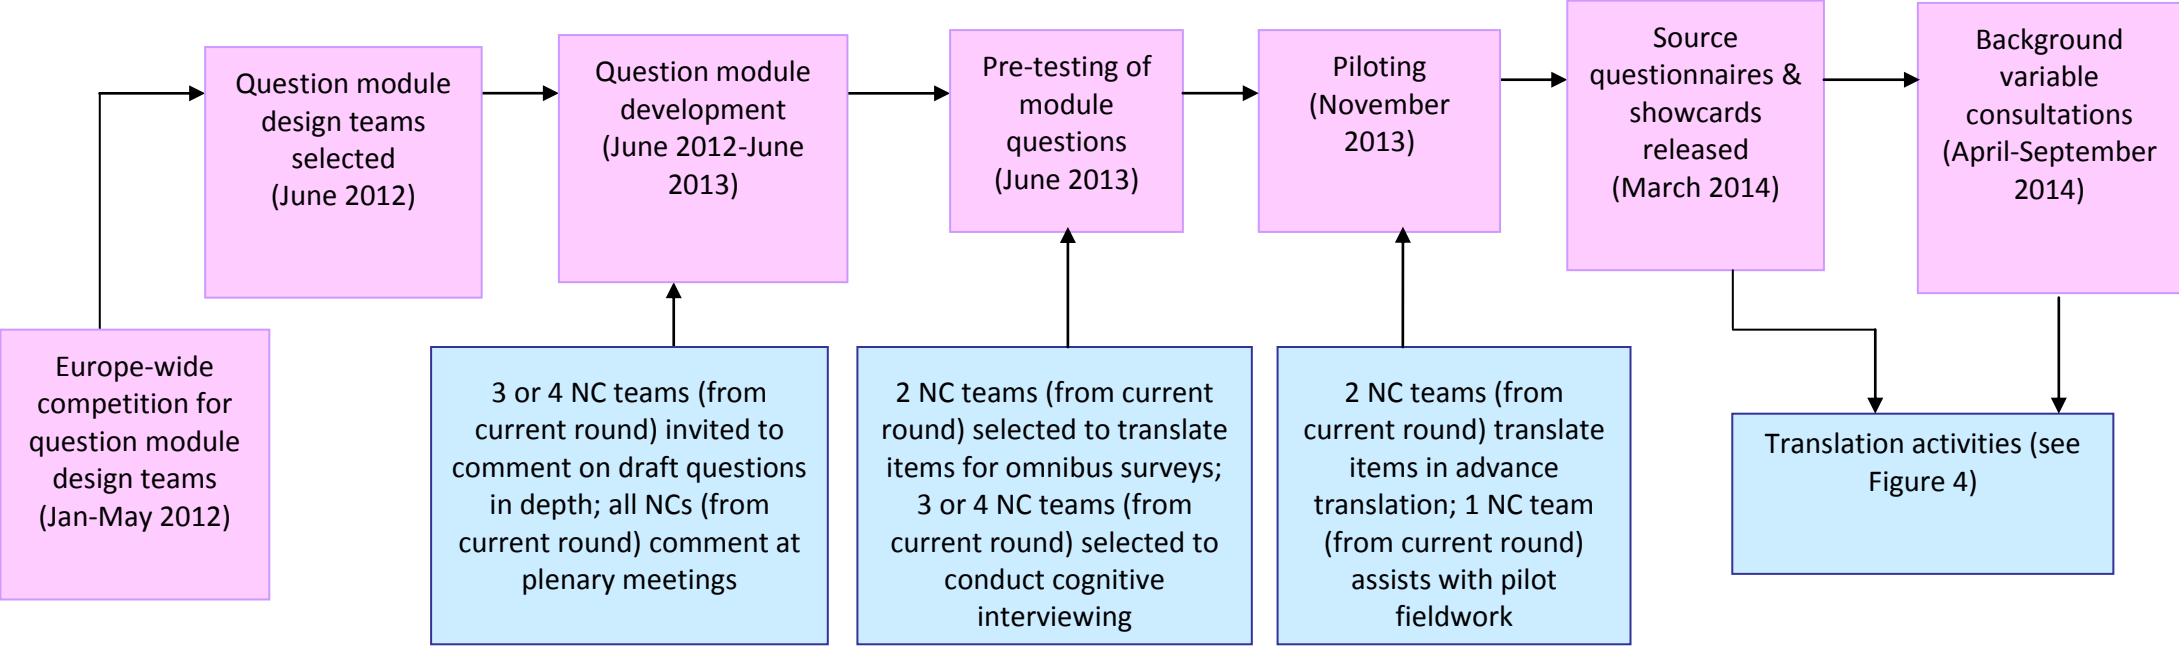 Europe-wide
competition for
question module
design teams
(Jan-May 2012)
Question module
design teams
selected
(June 2012)
Question module
development
(June 2012-June
2013)
Pre-testing of
module
questions
(June 2013)
Piloting
(November
2013)
Source
questionnaires &
showcards
released
(March 2014)
Background
variable
consultations
(April-September
2014)
3 or 4 NC teams (from
current round) invited to
comment on draft questions
in depth; all NCs (from
current round) comment at
plenary meetings
2 NC teams (from current
round) selected to translate
items for omnibus surveys;
3 or 4 NC teams (from
current round) selected to
conduct cognitive
interviewing
2 NC teams (from
current round) translate
items in advance
translation; 1 NC team
(from current round)
assists with pilot
fieldwork
Translation activities (see
Figure 4)